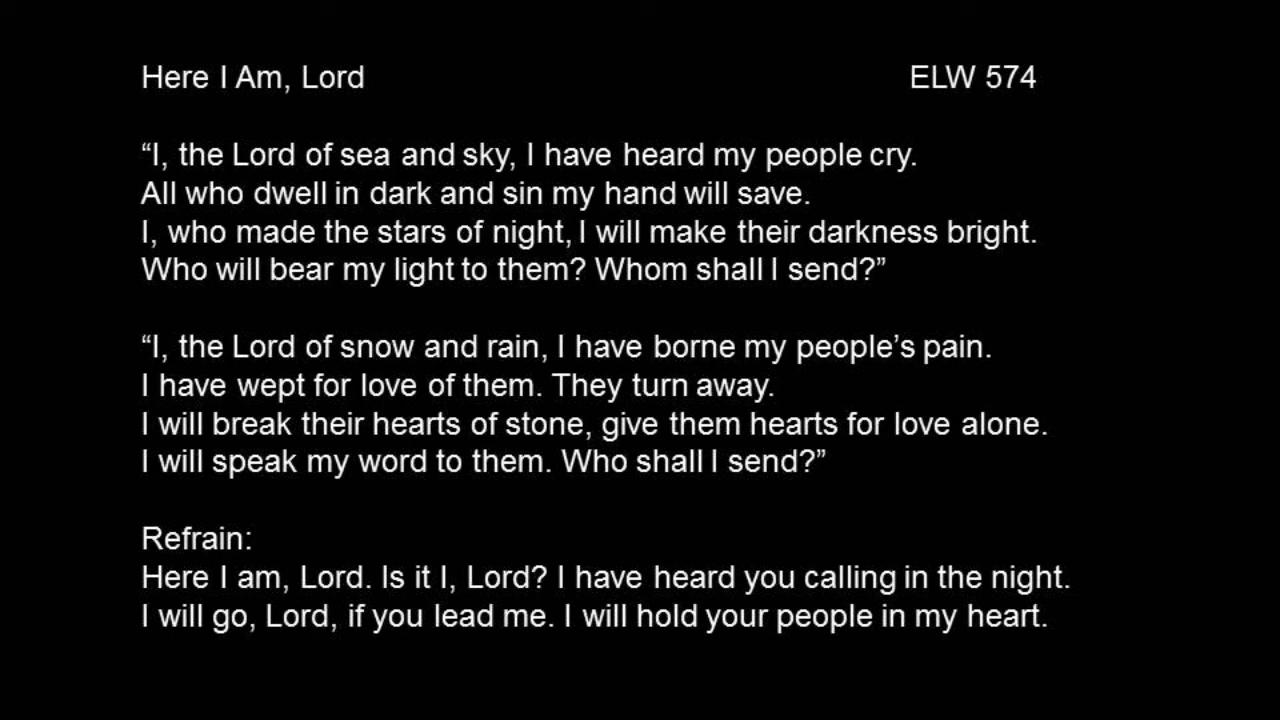 Here I Am, Lord ELW 574
“I, the Lord of sea and sky, I have heard my people cry.
All who dwell in dark and sin my hand will save.
I, who made the stars of night, I will make their darkness bright.
Who will bear my light to them? Whom shall I send?”
“I, the Lord of snow and rain, I have borne my people’s pain.
I have wept for love of them. They turn away.
I will break their hearts of stone, give them hearts for love alone.
I will speak my word to them. Who shall I send?”
Refrain:
Here I am, Lord. Is it I, Lord? I have heard you calling in the night.
I will go, Lord, if you lead me. I will hold your people in my heart.